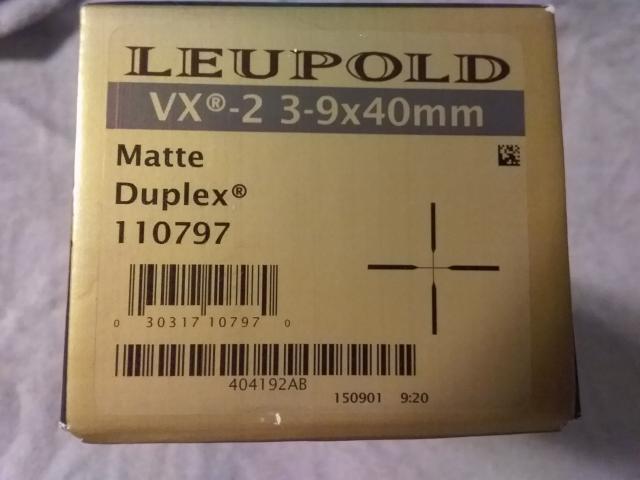 LEUPOLD
VX®-2 3-9x40mm
Matte
Duplex®
110797
0 30317 10797 0
404192AB
150901 9:20